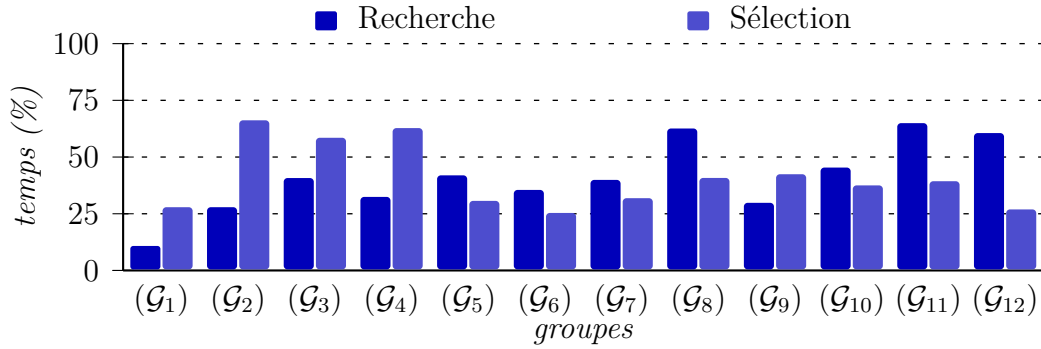 Recherche Sélection
100
75
50
25
0
temps (%)
(𝒢₁) (𝒢₂) (𝒢₃) (𝒢₄) (𝒢₅) (𝒢₆) (𝒢₇) (𝒢₈) (𝒢₉) (𝒢₁₀) (𝒢₁₁) (𝒢₁₂)
groupes